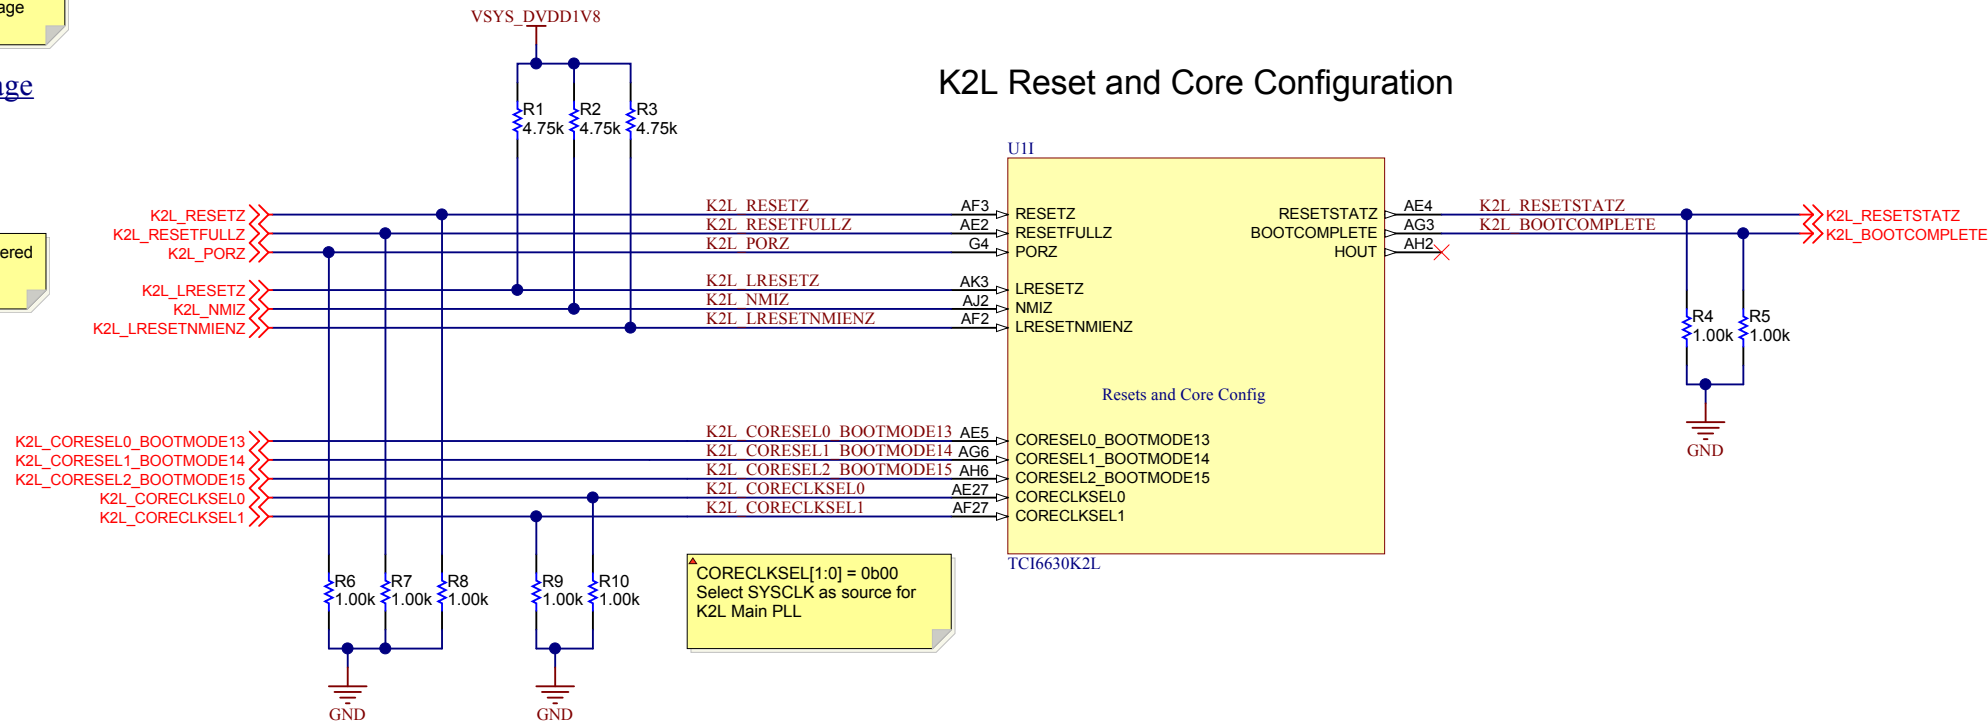 age
age
ered
VSYS_DVDD1V8
K2L Reset and Core Configuration
R1
4.75k
R2
4.75k
R3
4.75k
U1I
K2L_RESETZ
K2L_RESETFULLZ
K2L_PORZ
K2L_LRESETZ
K2L_NMIZ
K2L_LRESETNMIENZ
K2L_RESETZ
K2L_RESETFULLZ
K2L_PORZ
K2L_LRESETZ
K2L_NMIZ
K2L_LRESETNMIENZ
AF3
AE2
G4
AK3
AJ2
AF2
RESETZ
RESETFULLZ
PORZ
LRESETZ
NMIZ
LRESETNMIENZ
RESETSTATZ
BOOTCOMPLETE
HOUT
AE4
AG3
AH2
K2L_RESETSTATZ
K2L_BOOTCOMPLETE
K2L_RESETSTATZ
K2L_BOOTCOMPLETE
R4
1.00k
R5
1.00k
GND
Resets and Core Config
K2L_CORESEL0_BOOTMODE13
K2L_CORESEL1_BOOTMODE14
K2L_CORESEL2_BOOTMODE15
K2L_CORECLKSEL0
K2L_CORECLKSEL1
K2L_CORESEL0_BOOTMODE13
K2L_CORESEL1_BOOTMODE14
K2L_CORESEL2_BOOTMODE15
K2L_CORECLKSEL0
K2L_CORECLKSEL1
AE5
AG6
AH6
AE27
AF27
CORESEL0_BOOTMODE13
CORESEL1_BOOTMODE14
CORESEL2_BOOTMODE15
CORECLKSEL0
CORECLKSEL1
TCI6630K2L
R6
1.00k
R7
1.00k
R8
1.00k
R9
1.00k
R10
1.00k
CORECLKSEL[1:0] = 0b00
Select SYSCLK as source for
K2L Main PLL
GND
GND